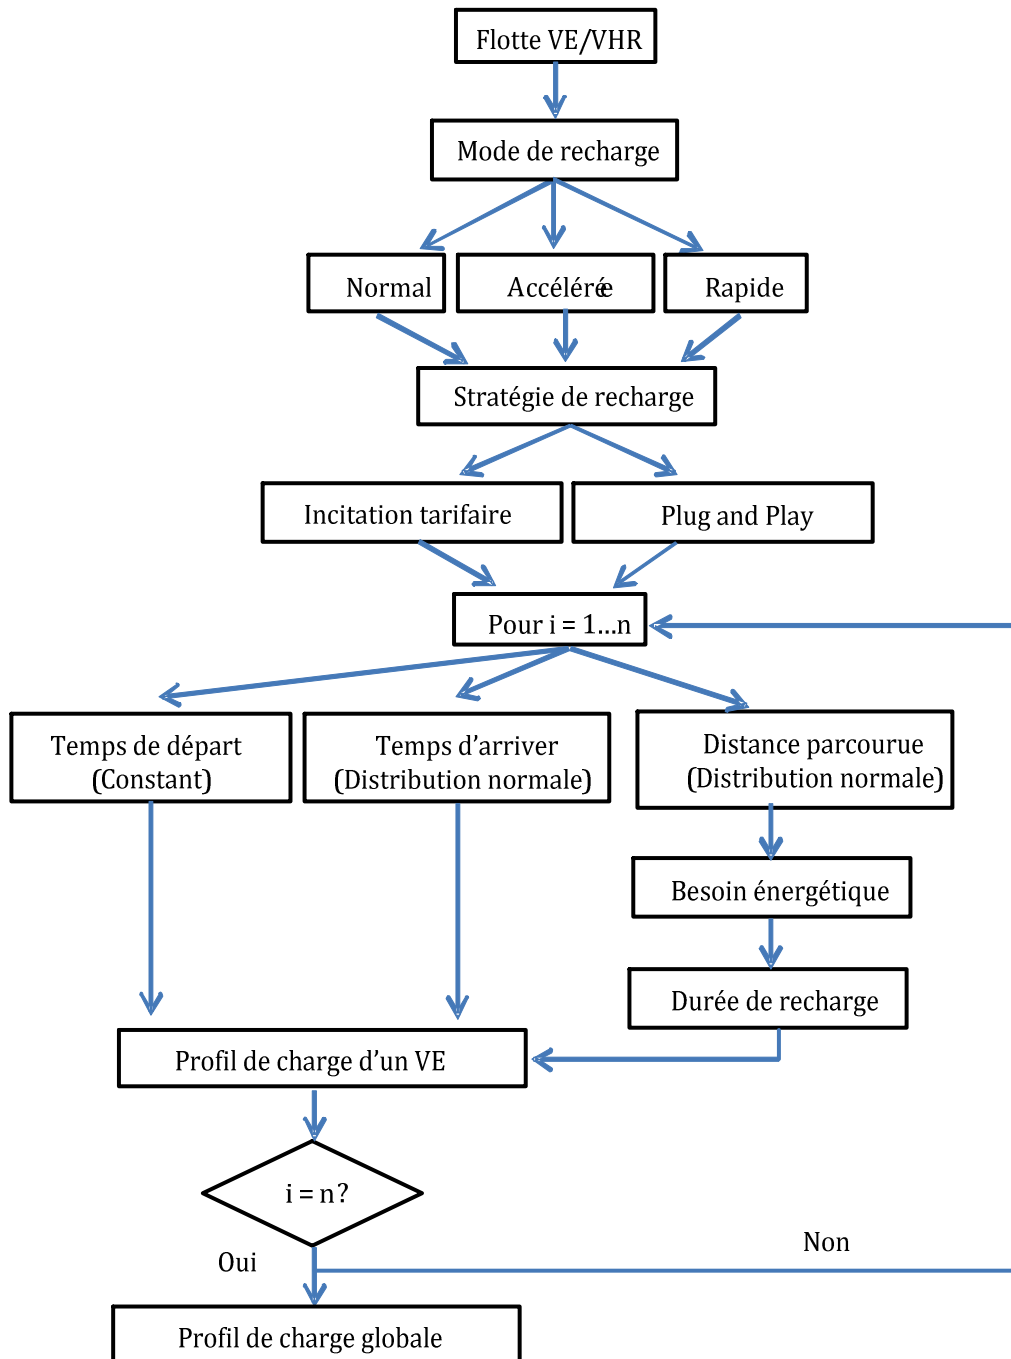 Flotte VE/VHR
Mode de recharge
Normal
Accélérée
Rapide
Stratégie de recharge
Incitation tarifaire
Plug and Play
Pour i = 1...n
Temps de départ
(Constant)
Temps d'arriver
(Distribution normale)
Distance parcourue
(Distribution normale)
Besoin énergétique
Durée de recharge
Profil de charge d'un VE
i = n?
Oui
Non
Profil de charge globale